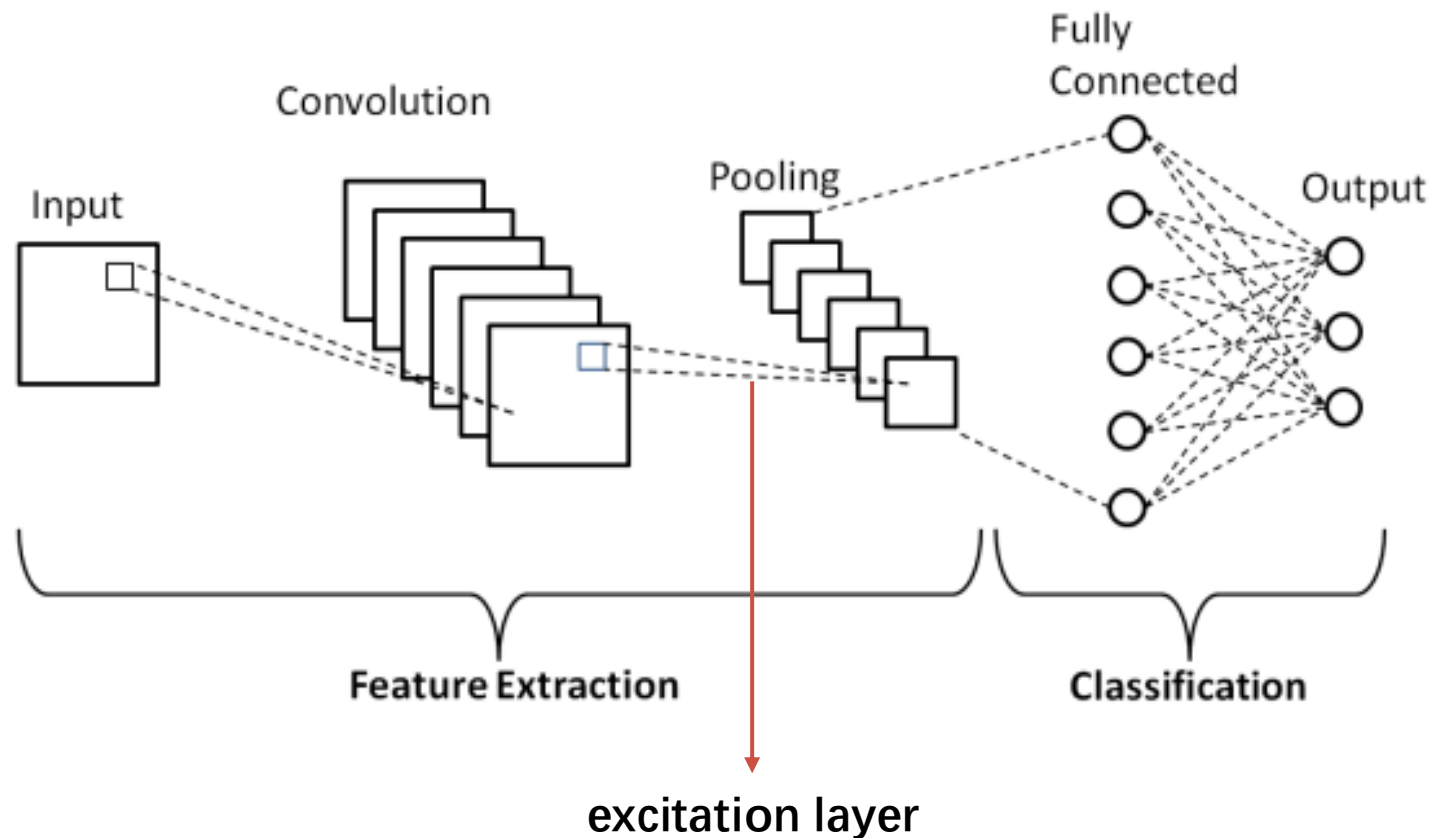 Fully
Connected
Convolution
Pooling
Output
Input
Feature Extraction
Classification
excitation layer